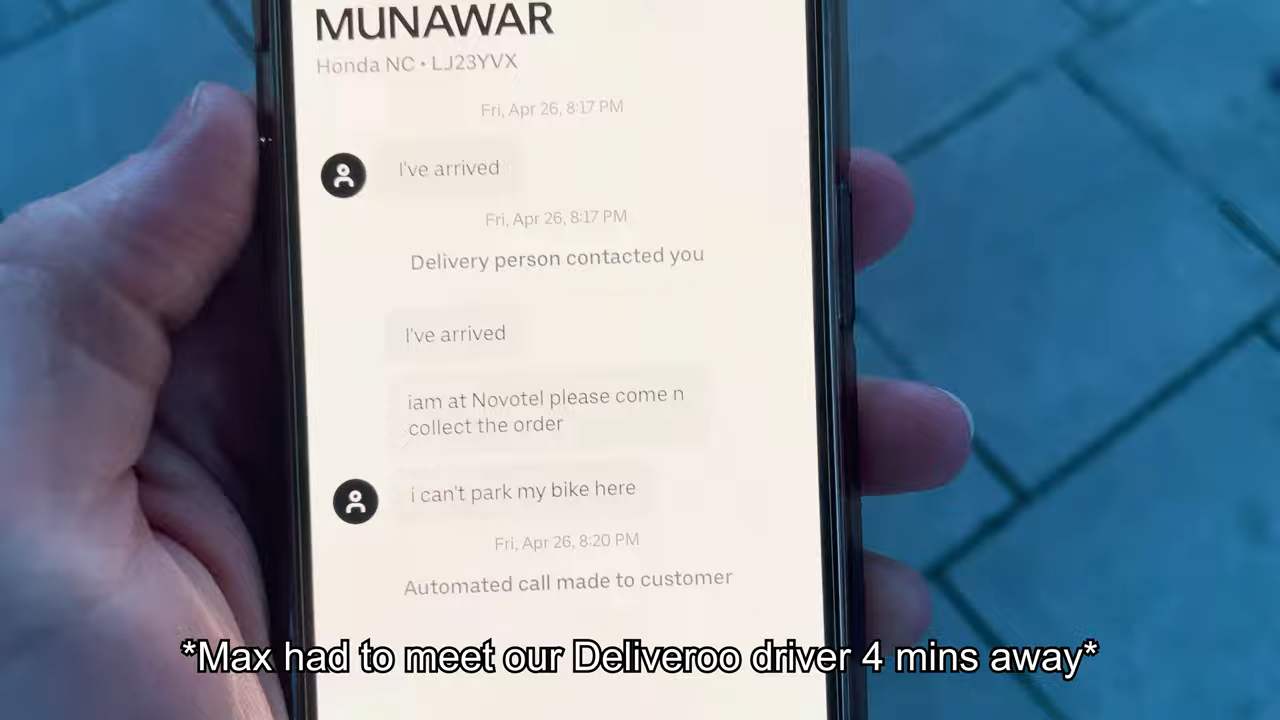 MUNAWAR
Honda NC • LJ23YVX
Fri, Apr 26, 8:17 PM
I've arrived
Fri, Apr 26, 8:17 PM
Delivery person contacted you
I've arrived
iam at Novotel please come n
collect the order
i can't park my bike here
Fri, Apr 26, 8:20 PM
Automated call made to customer
*Max had to meet our Deliveroo driver 4 mins away*